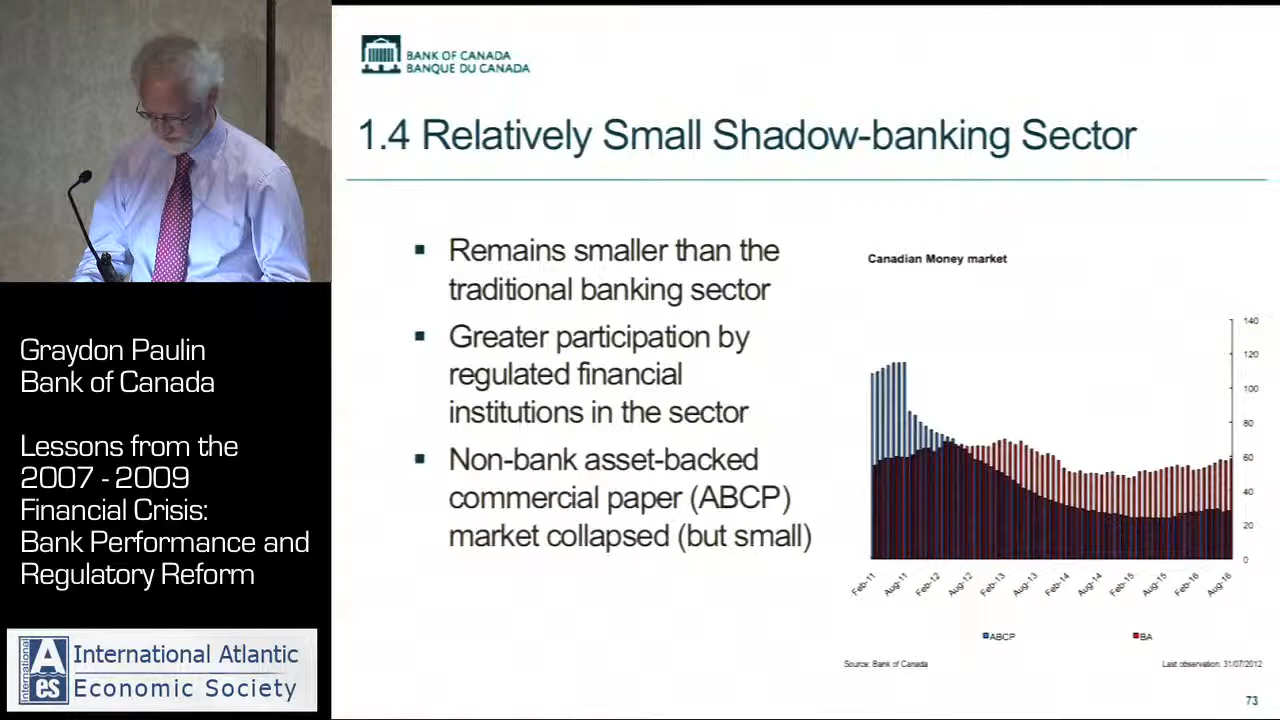 BANK OF CANADA
BANQUE DU CANADA
1.4 Relatively Small Shadow-banking Sector
Remains smaller than the
traditional banking sector
Greater participation by
regulated financial
institutions in the sector
Non-bank asset-backed
commercial paper (ABCP)
market collapsed (but small)
Canadian Money market
140
120
100
80
60
40
20
0
Feb-11
Aug-11
Feb-12
Aug-12
Feb-13
Aug-13
Feb-14
Aug-14
Feb-15
Aug-15
Feb-16
Aug-16
ABCP
BA
Source: Bank of Canada
Last observation: 31/07/2012
73
Graydon Paulin
Bank of Canada
Lessons from the
2007 - 2009
Financial Crisis:
Bank Performance and
Regulatory Reform
International
A
es
International Atlantic
Economic Society